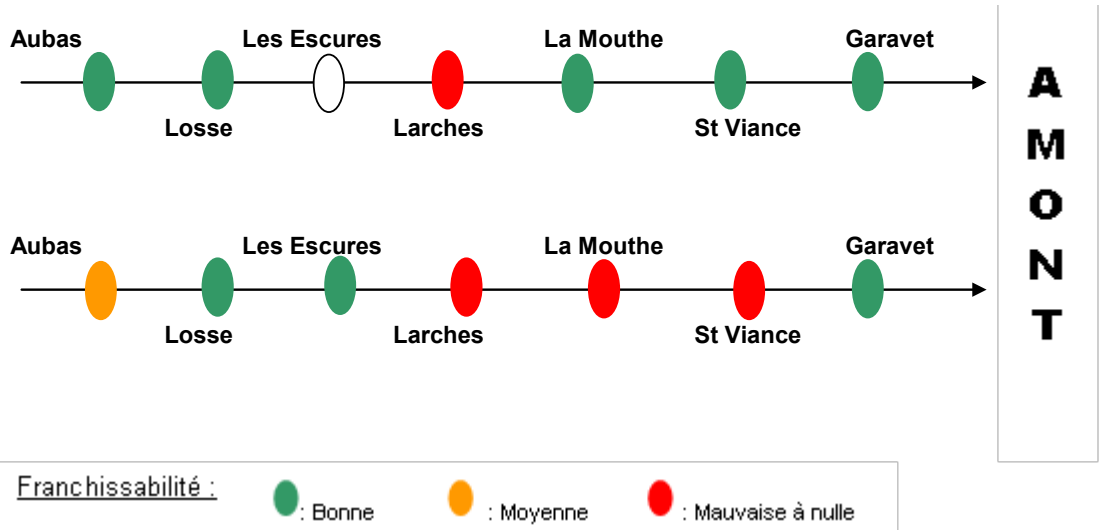 Aubas Les Escures La Mouthe Garavet
Losse Larches St Viance
Aubas Les Escures La Mouthe Garavet
Losse Larches St Viance
A
M
O
N
T
Franchissabilité :
: Bonne : Moyenne : Mauvaise à nulle